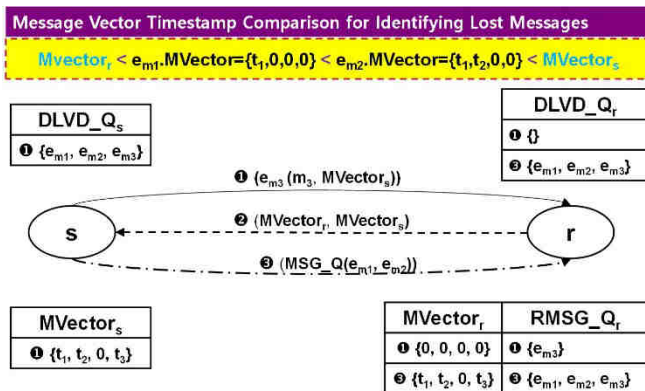 Message Vector Timestamp Comparison for Identifying Lost Messages
Mvectorᵣ < eₘ₁.MVector={t₁,0,0,0} < eₘ₂.MVector={t₁,t₂,0,0} < MVectorₛ
DLVD_Qₛ
❶ {eₘ₁, eₘ₂, eₘ₃}
DLVD_Qᵣ
❶ {}
❸ {eₘ₁, eₘ₂, eₘ₃}
❶ (eₘ₃ (m₃, MVectorₛ))
s
❷ (MVectorᵣ, MVectorₛ)
r
❸ (MSG_Q(eₘ₁, eₘ₂))
MVectorₛ
❶ {t₁, t₂, 0, t₃}
MVectorᵣ RMSG_Qᵣ
❶ {0, 0, 0, 0} ❶ {eₘ₃}
❸ {t₁, t₂, 0, t₃} ❸ {eₘ₁, eₘ₂, eₘ₃}